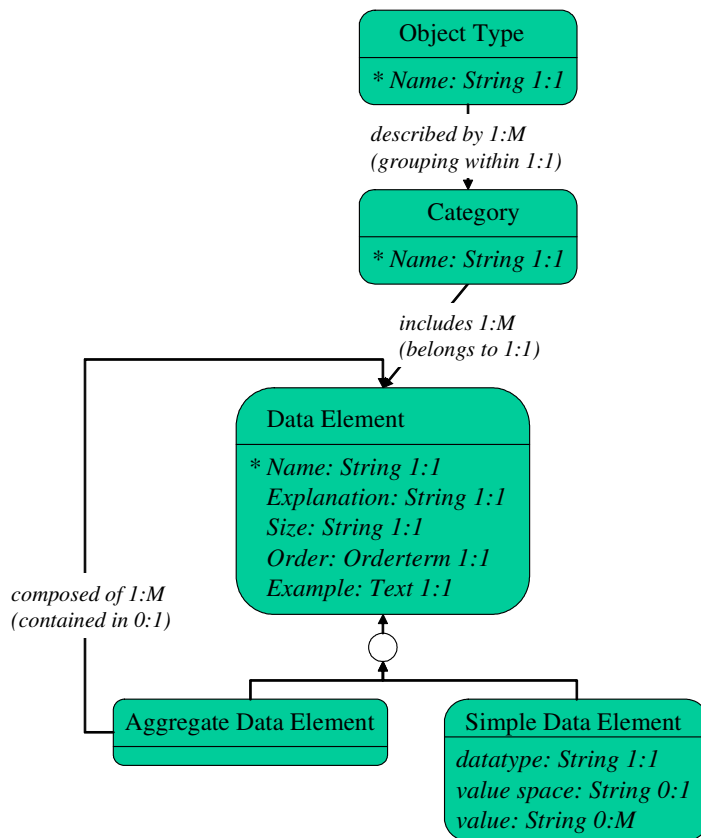 Object Type
* Name: String 1:1
described by 1:M
(grouping within 1:1)
Category
* Name: String 1:1
includes 1:M
(belongs to 1:1)
Data Element
* Name: String 1:1
Explanation: String 1:1
Size: String 1:1
Order: Orderterm 1:1
Example: Text 1:1
composed of 1:M
(contained in 0:1)
Aggregate Data Element
Simple Data Element
datatype: String 1:1
value space: String 0:1
value: String 0:M